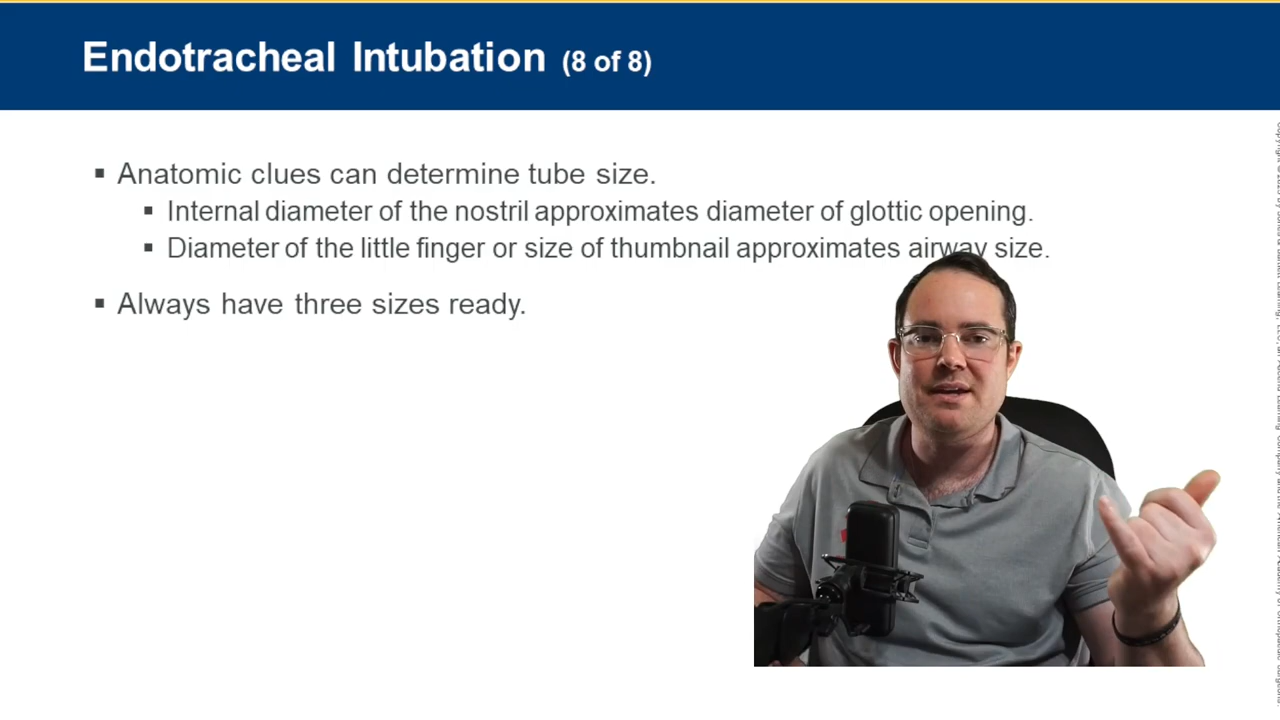 Endotracheal Intubation (8 of 8)
▪ Anatomic clues can determine tube size.
▪ Internal diameter of the nostril approximates diameter of glottic opening.
▪ Diameter of the little finger or size of thumbnail approximates airway size.
▪ Always have three sizes ready.